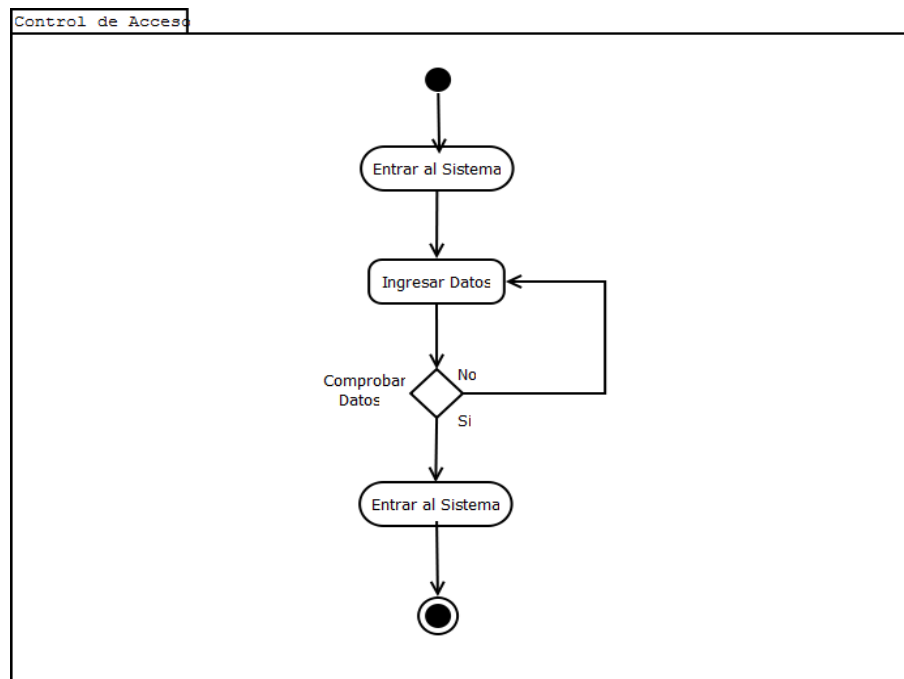 Control de Acceso
Entrar al Sistema
Ingresar Datos
No
Comprobar
Datos
Si
Entrar al Sistema